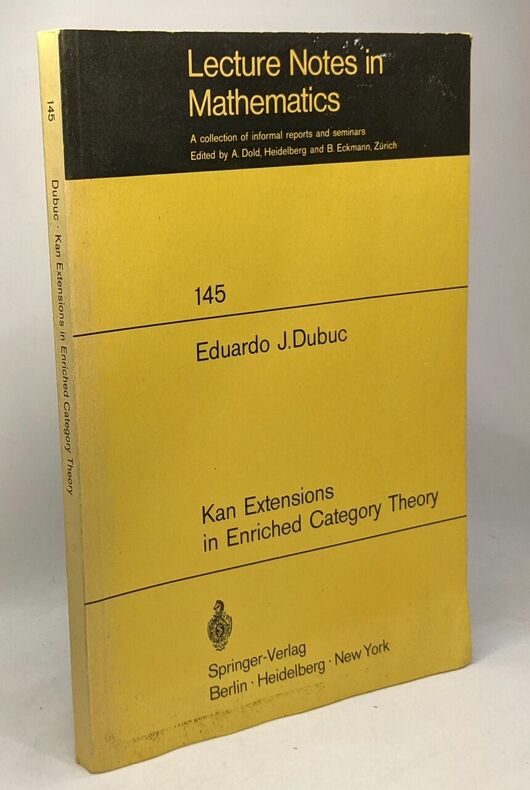 Lecture Notes in
Mathematics
A collection of informal reports and seminars
Edited by A. Dold, Heidelberg and B. Eckmann, Zürich
145
Eduardo J.Dubuc
Kan Extensions
in Enriched Category Theory
Springer-Verlag
Berlin · Heidelberg · New York
145
Dubuc · Kan Extensions in Enriched Category Theory